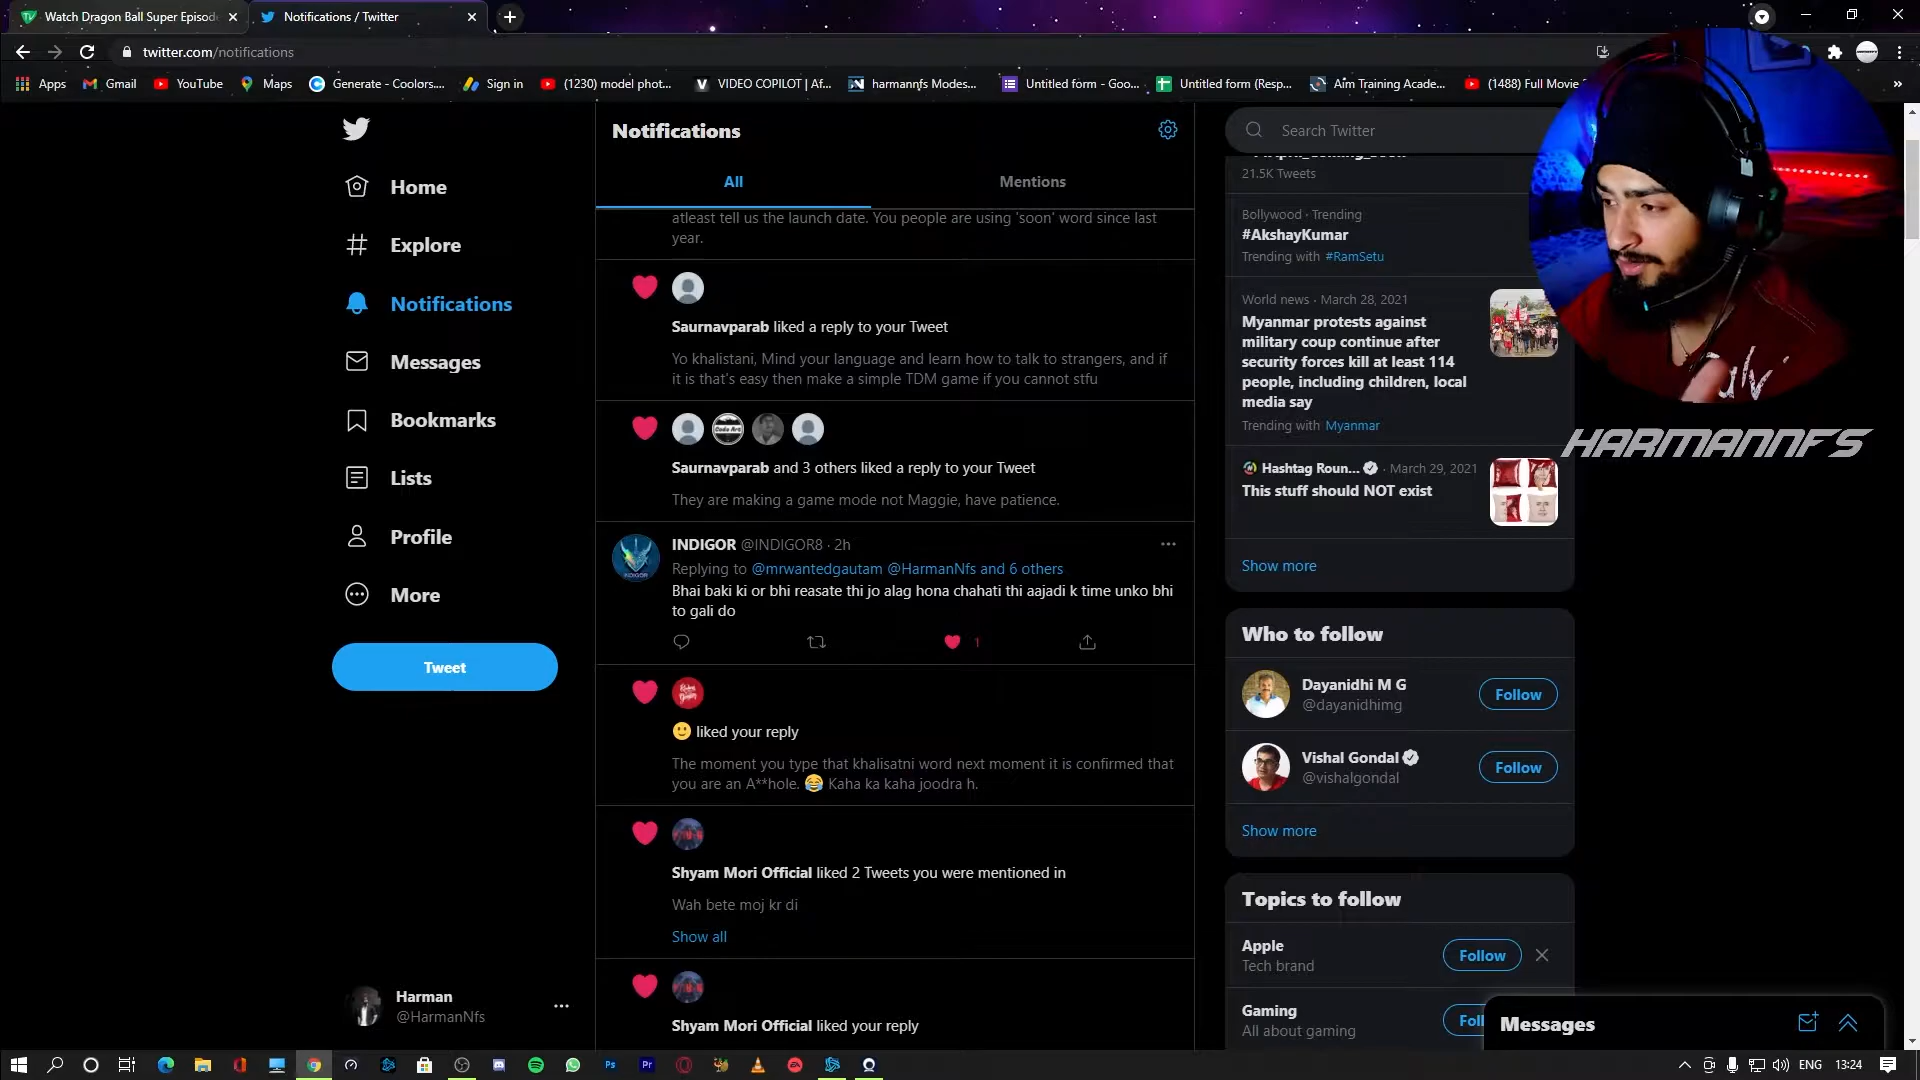 Watch Dragon Ball Super Episod
Notifications / Twitter
twitter.com/notifications
Apps
Gmail
YouTube
Maps
Generate - Coolors....
Sign in
(1230) model phot...
VIDEO COPILOT | Af...
harmannfs Modes...
Untitled form - Goo...
Untitled form (Resp...
Aim Training Acade...
(1488) Full Movie
Home
Explore
Notifications
Messages
Bookmarks
Lists
Profile
More
Tweet
Harman
@HarmanNfs
Notifications
All
Mentions
atleast tell us the launch date. You people are using 'soon' word since last
year.
Saurnavparab liked a reply to your Tweet
Yo khalistani, Mind your language and learn how to talk to strangers, and if
it is that's easy then make a simple TDM game if you cannot stfu
Saurnavparab and 3 others liked a reply to your Tweet
They are making a game mode not Maggie, have patience.
INDIGOR @INDIGOR8 · 2h
Replying to @mrwantedgautam @HarmanNfs and 6 others
Bhai baki ki or bhi reasate thi jo alag hona chahati thi aajadi k time unko bhi
to gali do
1
liked your reply
The moment you type that khalisatni word next moment it is confirmed that
you are an A**hole. 😂 Kaha ka kaha joodra h.
Shyam Mori Official liked 2 Tweets you were mentioned in
Wah bete moj kr di
Show all
Shyam Mori Official liked your reply
Search Twitter
21.5K Tweets
Bollywood · Trending
#AkshayKumar
Trending with #RamSetu
World news · March 28, 2021
Myanmar protests against
military coup continue after
security forces kill at least 114
people, including children, local
media say
Trending with Myanmar
Hashtag Roun... · March 29, 2021
This stuff should NOT exist
Show more
Who to follow
Dayanidhi M G
@dayanidhimg
Follow
Vishal Gondal
@vishalgondal
Follow
Show more
Topics to follow
Apple
Tech brand
Follow
Gaming
All about gaming
Foll
Messages
HARMANNFS
ENG
13:24